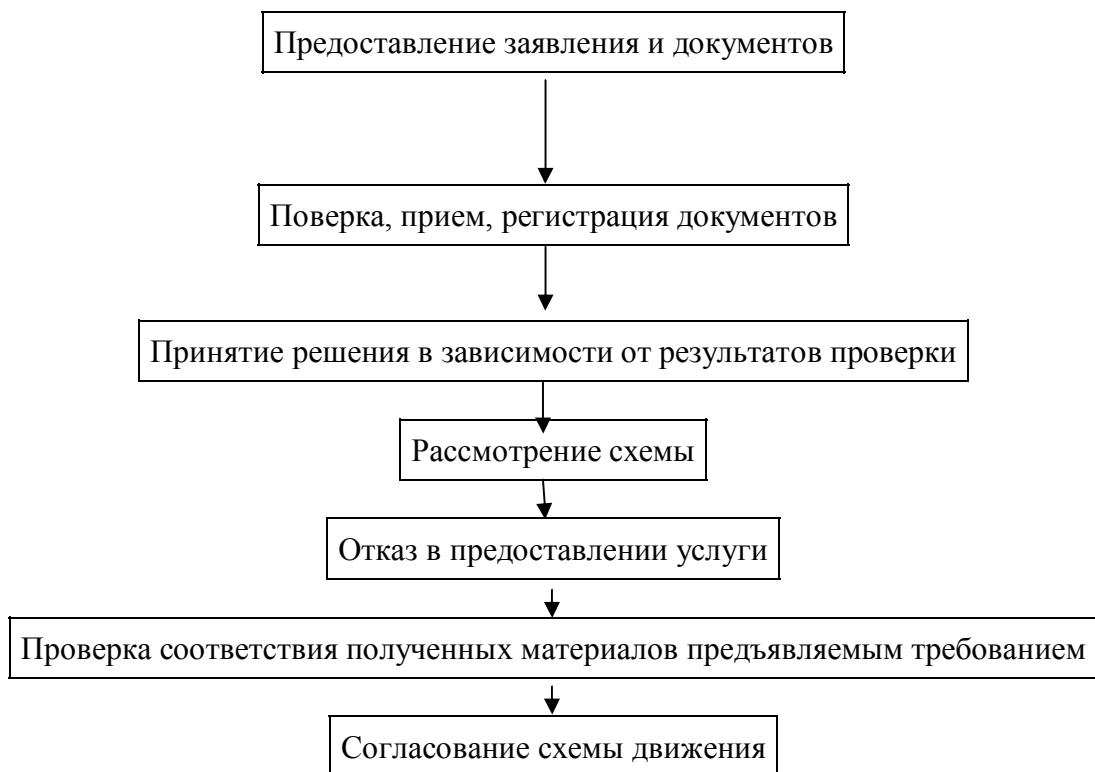 Предоставление заявления и документов
Поверка, прием, регистрация документов
Принятие решения в зависимости от результатов проверки
Рассмотрение схемы
Отказ в предоставлении услуги
Проверка соответствия полученных материалов предъявляемым требованием
Согласование схемы движения